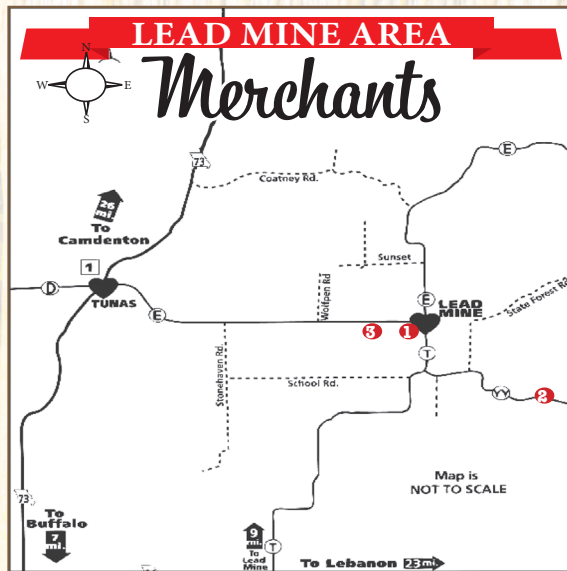 LEAD MINE AREA
Merchants
N
W E
S
E
73
Coatney Rd.
26
mi.
To
Camdenton
Sunset
1
D
TUNAS
Wolfpen Rd
E
LEAD
MINE
State Forest Rd
E
3
1
T
Stonehaven Rd.
School Rd.
YY
2
Map is
NOT TO SCALE
73
To
Buffalo
7
mi.
9
mi.
To
Lead
Mine
T
To Lebanon 23 mi.